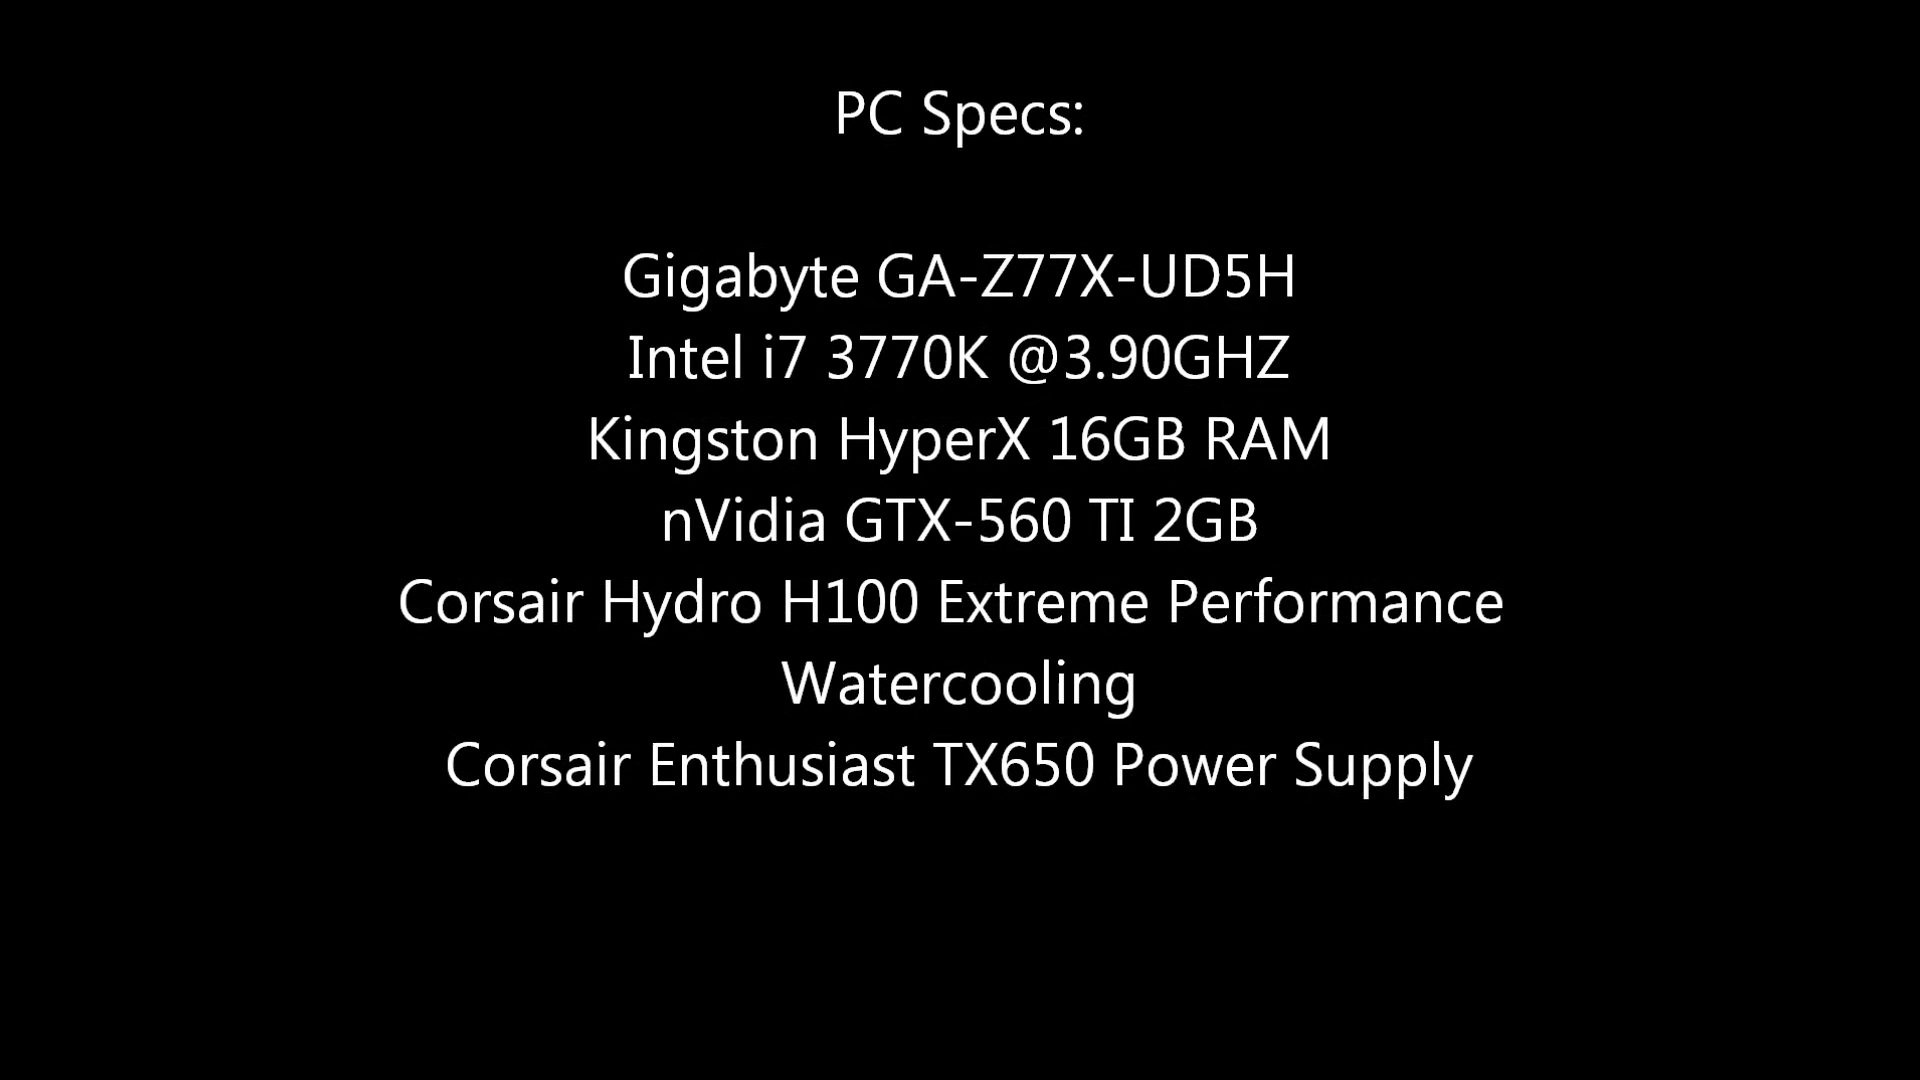 PC Specs:
Gigabyte GA-Z77X-UD5H
Intel i7 3770K @3.90GHZ
Kingston HyperX 16GB RAM
nVidia GTX-560 TI 2GB
Corsair Hydro H100 Extreme Performance
Watercooling
Corsair Enthusiast TX650 Power Supply